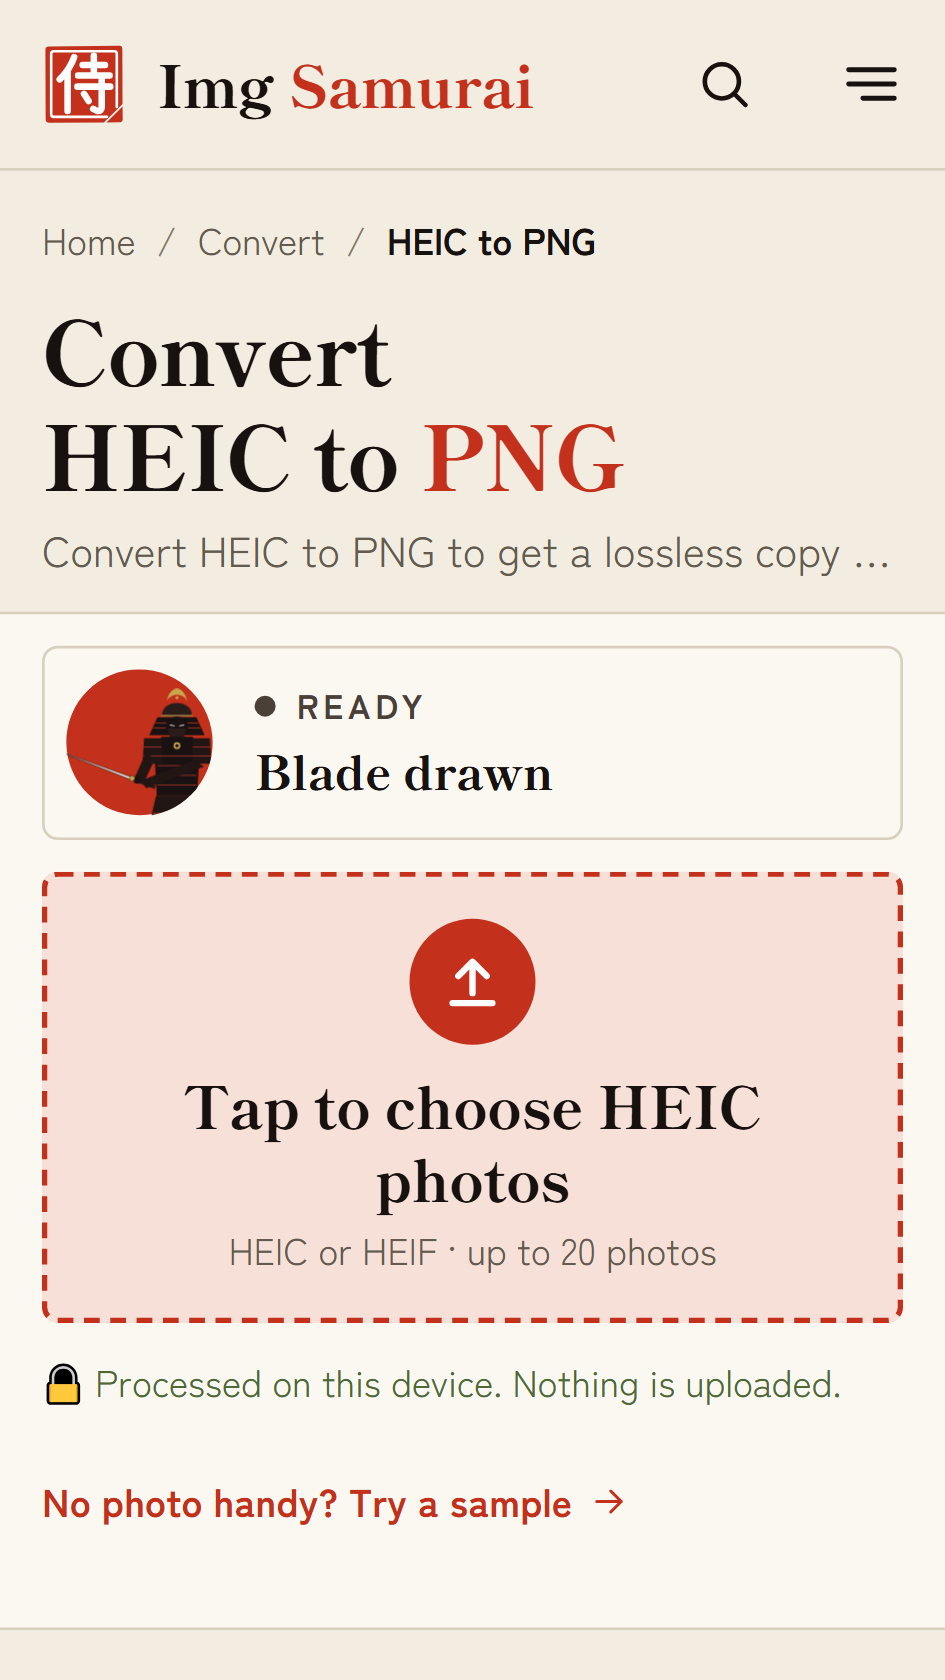 侍 Img Samurai
Home / Convert / HEIC to PNG
Convert
HEIC to PNG
Convert HEIC to PNG to get a lossless copy ...
READY
Blade drawn
Tap to choose HEIC
photos
HEIC or HEIF · up to 20 photos
Processed on this device. Nothing is uploaded.
No photo handy? Try a sample →